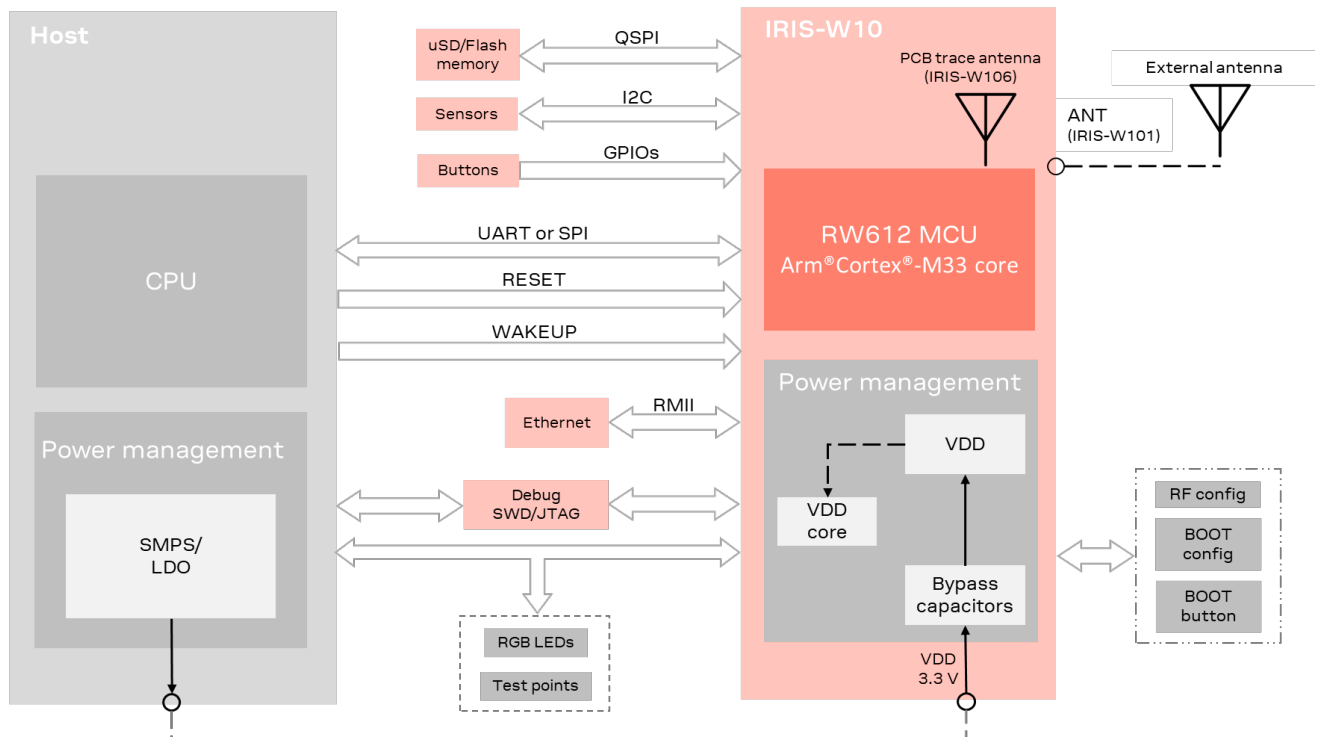 Host
CPU
Power management
SMPS/
LDO
uSD/Flash
memory
QSPI
Sensors
I2C
Buttons
GPIOs
UART or SPI
RESET
WAKEUP
Ethernet
RMII
Debug
SWD/JTAG
RGB LEDs
Test points
IRIS-W10
PCB trace antenna
(IRIS-W106)
External antenna
ANT
(IRIS-W101)
RW612 MCU
Arm®Cortex®-M33 core
Power management
VDD
VDD
core
Bypass
capacitors
VDD
3.3 V
RF config
BOOT
config
BOOT
button